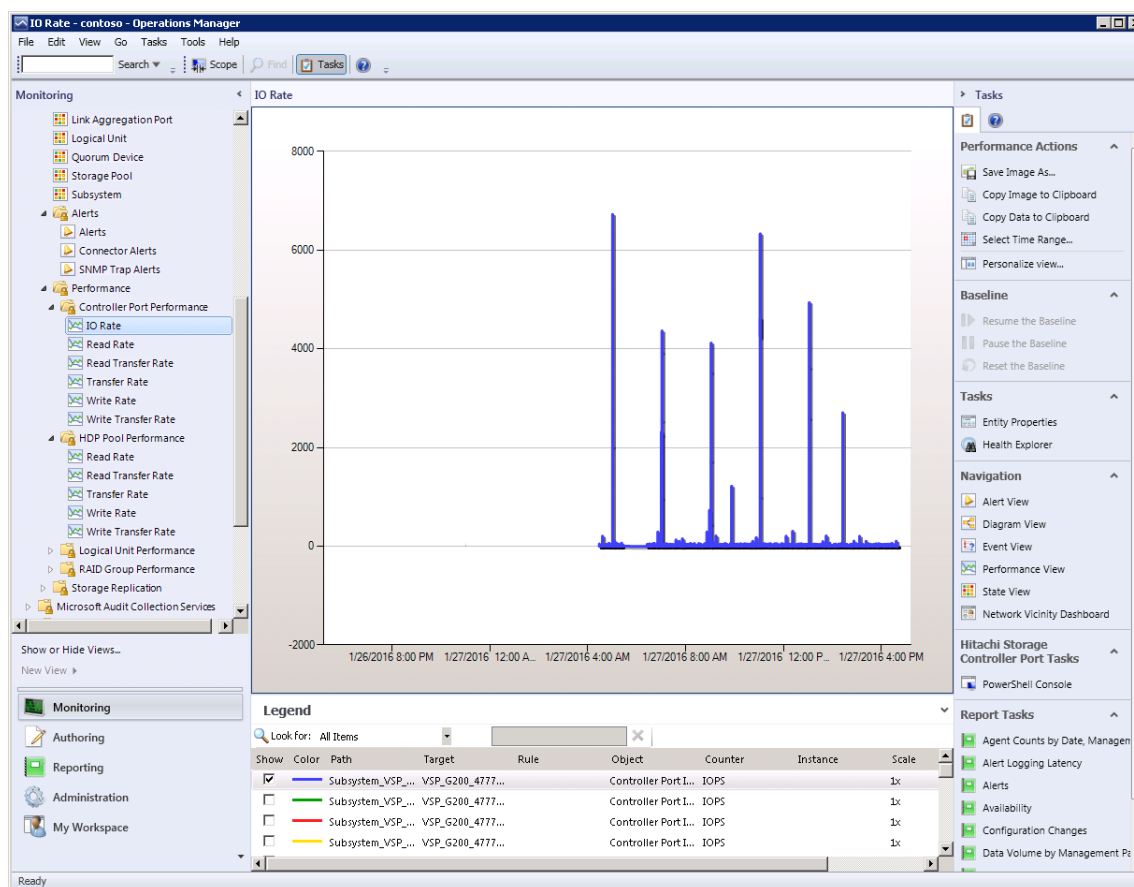 IO Rate - contoso - Operations Manager
File Edit View Go Tasks Tools Help
Search Scope Find Tasks
Monitoring
Link Aggregation Port
Logical Unit
Quorum Device
Storage Pool
Subsystem
Alerts
Alerts
Connector Alerts
SNMP Trap Alerts
Performance
Controller Port Performance
IO Rate
Read Rate
Read Transfer Rate
Transfer Rate
Write Rate
Write Transfer Rate
HDP Pool Performance
Read Rate
Read Transfer Rate
Transfer Rate
Write Rate
Write Transfer Rate
Logical Unit Performance
RAID Group Performance
Storage Replication
Microsoft Audit Collection Services
Show or Hide Views...
New View
Monitoring
Authoring
Reporting
Administration
My Workspace
Ready
IO Rate
8000
6000
4000
2000
0
-2000
1/26/2016 8:00 PM 1/27/2016 12:00 A... 1/27/2016 4:00 AM 1/27/2016 8:00 AM 1/27/2016 12:00 P... 1/27/2016 4:00 PM
Legend
Look for: All Items
Show Color Path Target Rule Object Counter Instance Scale
Subsystem_VSP_... VSP_G200_4777... Controller Port I... IOPS 1x
Subsystem_VSP_... VSP_G200_4777... Controller Port I... IOPS 1x
Subsystem_VSP_... VSP_G200_4777... Controller Port I... IOPS 1x
Subsystem_VSP_... VSP_G200_4777... Controller Port I... IOPS 1x
Tasks
Performance Actions
Save Image As...
Copy Image to Clipboard
Copy Data to Clipboard
Select Time Range...
Personalize view...
Baseline
Resume the Baseline
Pause the Baseline
Reset the Baseline
Tasks
Entity Properties
Health Explorer
Navigation
Alert View
Diagram View
Event View
Performance View
State View
Network Vicinity Dashboard
Hitachi Storage
Controller Port Tasks
PowerShell Console
Report Tasks
Agent Counts by Date, Managem
Alert Logging Latency
Alerts
Availability
Configuration Changes
Data Volume by Management Pa